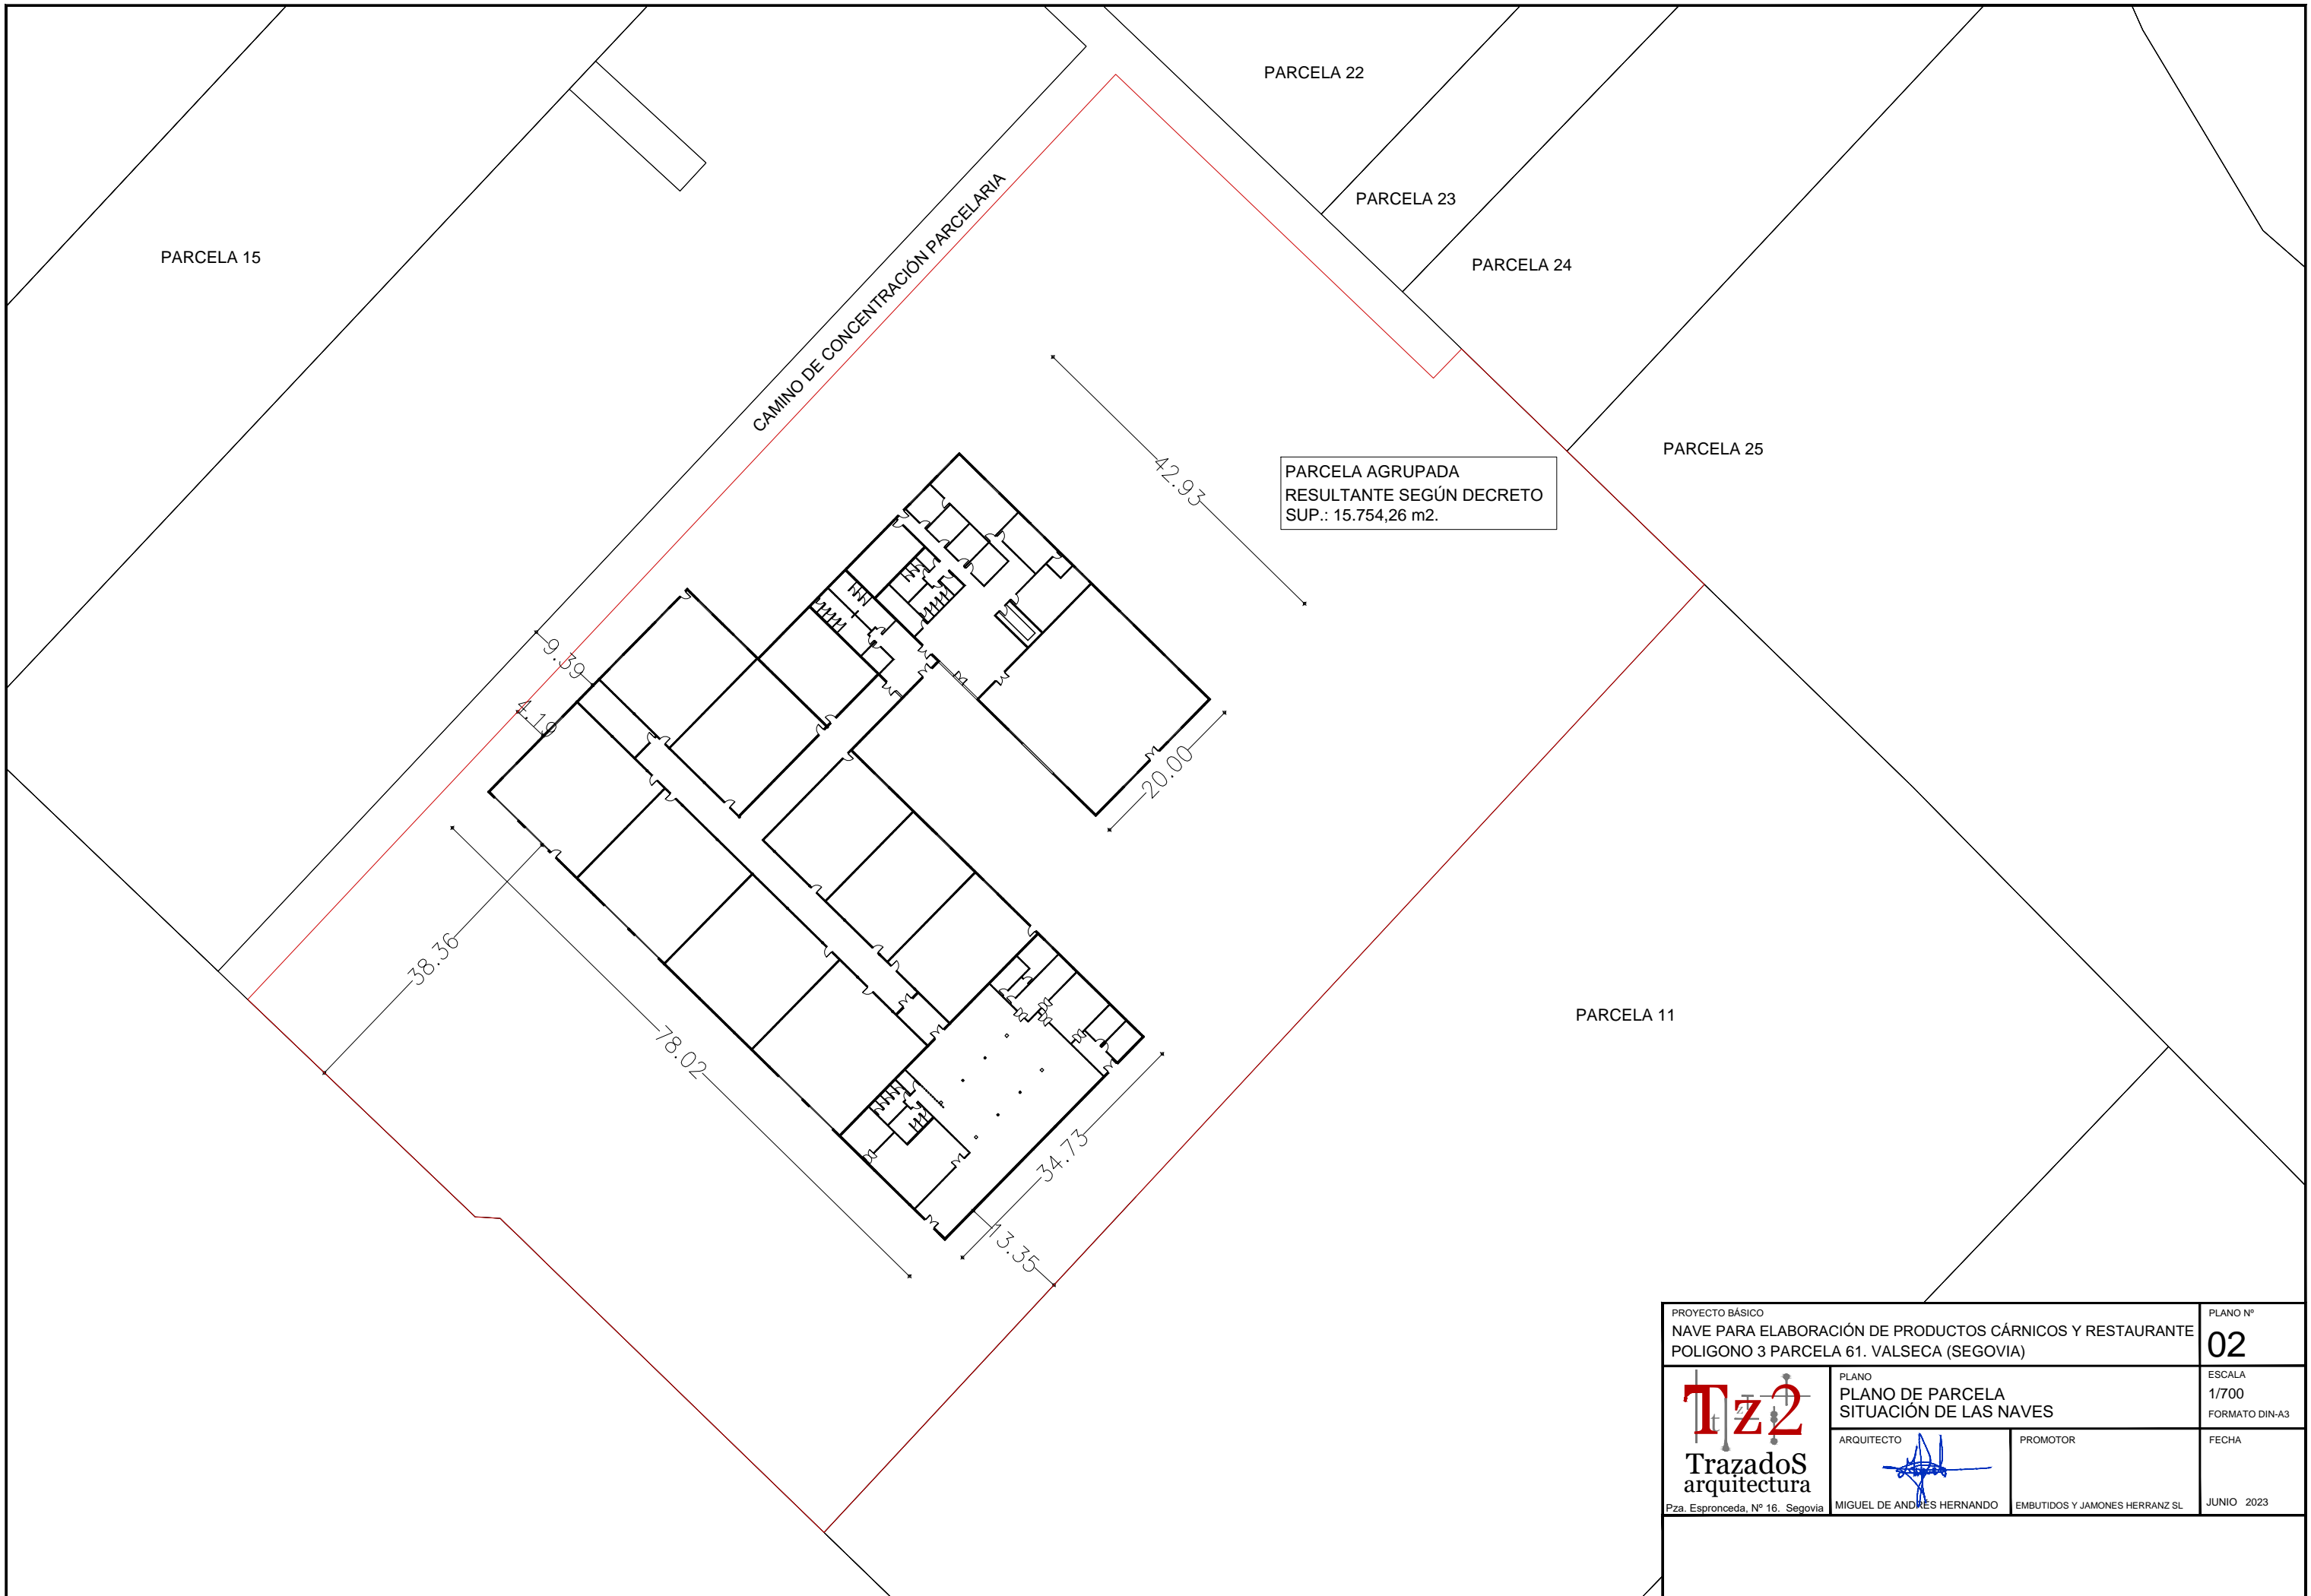 PARCELA 22
PARCELA 23
PARCELA 15
PARCELA 24
CAMINO DE CONCENTRACIÓN PARCELARIA
PARCELA 25
42.93
PARCELA AGRUPADA
RESULTANTE SEGÚN DECRETO
SUP.: 15.754,26 m2.
9.39
4.19
20.00
38.36
78.02
PARCELA 11
34.73
13.35
PROYECTO BÁSICO
NAVE PARA ELABORACIÓN DE PRODUCTOS CÁRNICOS Y RESTAURANTE
POLIGONO 3 PARCELA 61. VALSECA (SEGOVIA)
PLANO Nº
02
Tz2
TrazadoS
arquitectura
Pza. Espronceda, Nº 16. Segovia
PLANO
PLANO DE PARCELA
SITUACIÓN DE LAS NAVES
ESCALA
1/700
FORMATO DIN-A3
ARQUITECTO
MIGUEL DE ANDRÉS HERNANDO
PROMOTOR
EMBUTIDOS Y JAMONES HERRANZ SL
FECHA
JUNIO 2023